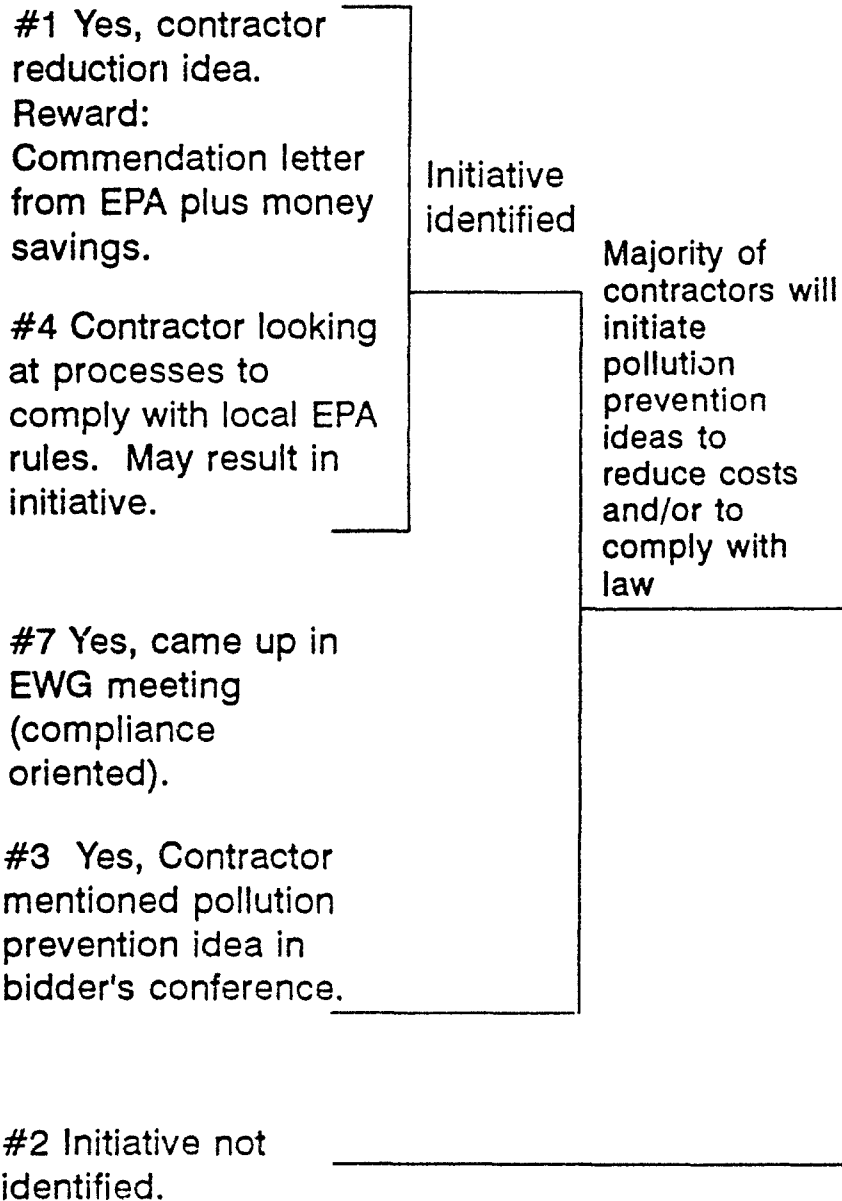 #1 Yes, contractor
reduction idea.
Reward:
Commendation letter
from EPA plus money
savings.
#4 Contractor looking
at processes to
comply with local EPA
rules. May result in
initiative.
#7 Yes, came up in
EWG meeting
(compliance
oriented).
#3 Yes, Contractor
mentioned pollution
prevention idea in
bidder's conference.
#2 Initiative not
identified.
Initiative
identified
Majority of
contractors will
initiate
pollution
prevention
ideas to
reduce costs
and/or to
comply with
law